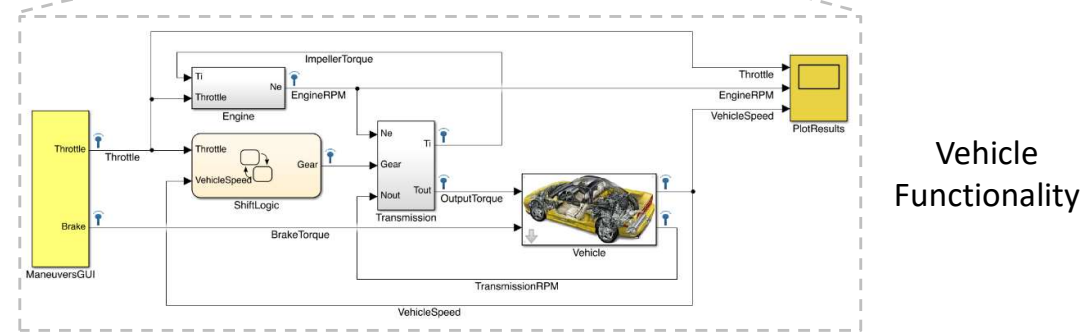 ImpellerTorque
Ti
Throttle
Ne
EngineRPM
Engine
Throttle
EngineRPM
VehicleSpeed
PlotResults
Throttle
Throttle
Brake
ManeuversGUI
Throttle
VehicleSpeed
Gear
ShiftLogic
Ne
Gear
Nout
Ti
Tout
Transmission
OutputTorque
BrakeTorque
Vehicle
TransmissionRPM
VehicleSpeed
Vehicle
Functionality